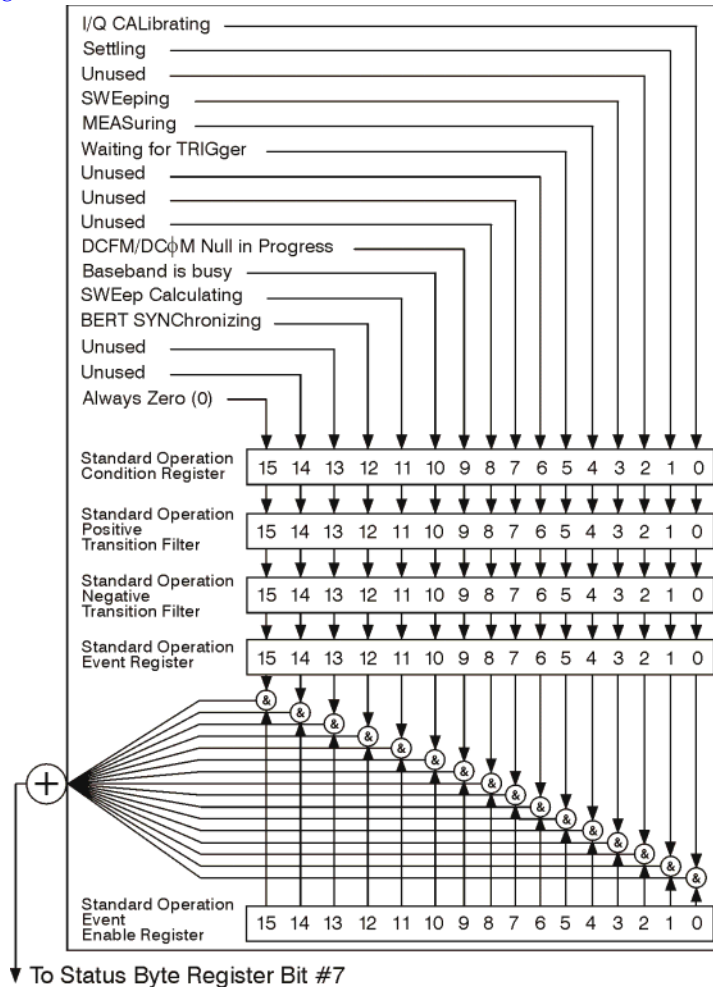 g
I/Q CALibrating
Settling
Unused
SWEeping
MEASuring
Waiting for TRIGger
Unused
Unused
Unused
DCFM/DCϕM Null in Progress
Baseband is busy
SWEep Calculating
BERT SYNChronizing
Unused
Unused
Always Zero (0)
Standard Operation
Condition Register
15 14 13 12 11 10 9 8 7 6 5 4 3 2 1 0
Standard Operation
Positive
Transition Filter
15 14 13 12 11 10 9 8 7 6 5 4 3 2 1 0
Standard Operation
Negative
Transition Filter
15 14 13 12 11 10 9 8 7 6 5 4 3 2 1 0
Standard Operation
Event Register
15 14 13 12 11 10 9 8 7 6 5 4 3 2 1 0
& & & & & & & & & & & & & & & &
+
Standard Operation
Event
Enable Register
15 14 13 12 11 10 9 8 7 6 5 4 3 2 1 0
To Status Byte Register Bit #7